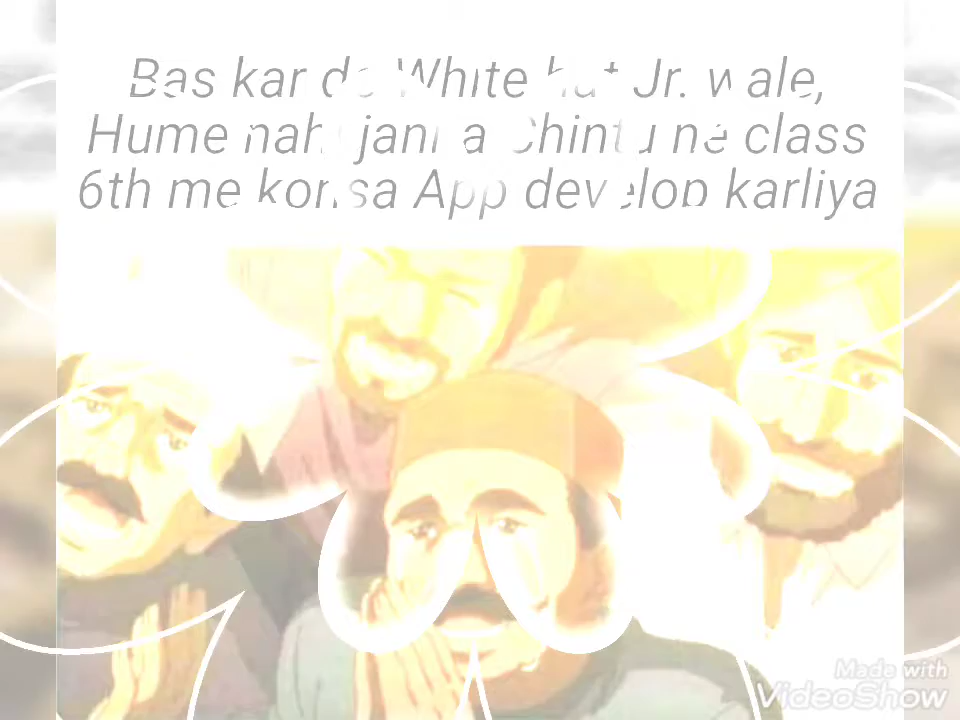 Bas kar do White hat Jr. wale,
Hume nahi janna Chintu ne class
6th me konsa App develop karliya
Made with
VideoShow